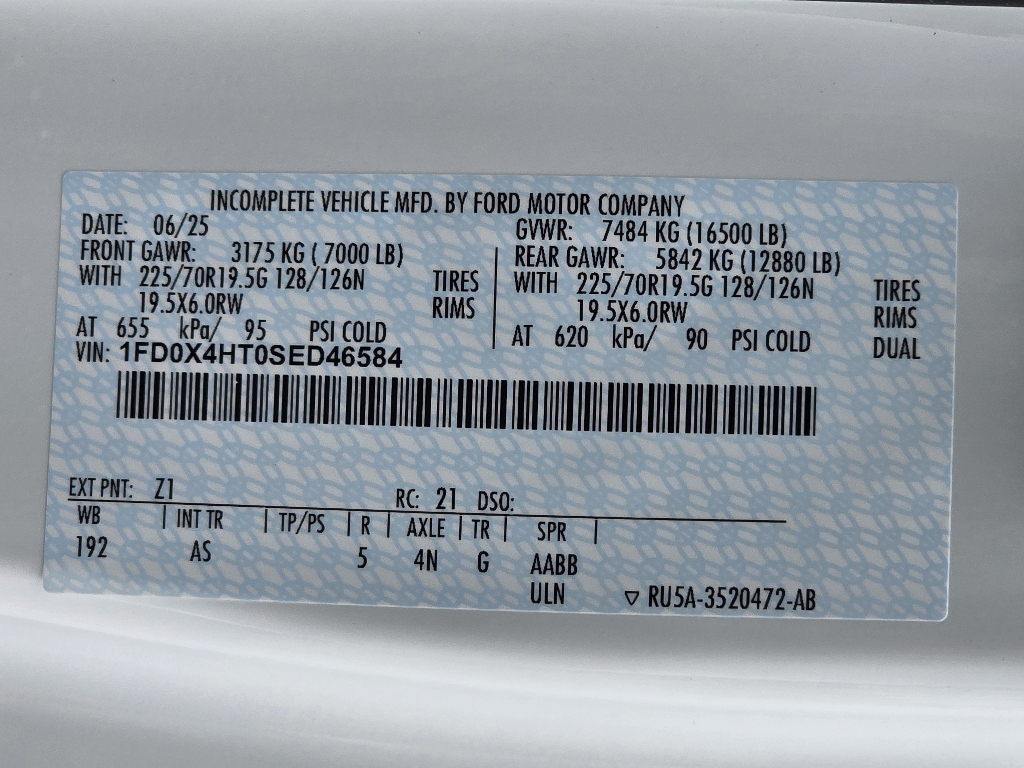 INCOMPLETE VEHICLE MFD. BY FORD MOTOR COMPANY
DATE: 06/25 GVWR: 7484 KG (16500 LB)
FRONT GAWR: 3175 KG ( 7000 LB) REAR GAWR: 5842 KG (12880 LB)
WITH 225/70R19.5G 128/126N TIRES WITH 225/70R19.5G 128/126N TIRES
19.5X6.0RW RIMS 19.5X6.0RW RIMS
AT 655 kPa/ 95 PSI COLD AT 620 kPa/ 90 PSI COLD DUAL
VIN: 1FD0X4HT0SED46584
EXT PNT: Z1 RC: 21 DSO:
WB | INT TR | TP/PS | R | AXLE | TR | SPR |
192 AS 5 4N G AABB
ULN ▽ RU5A-3520472-AB